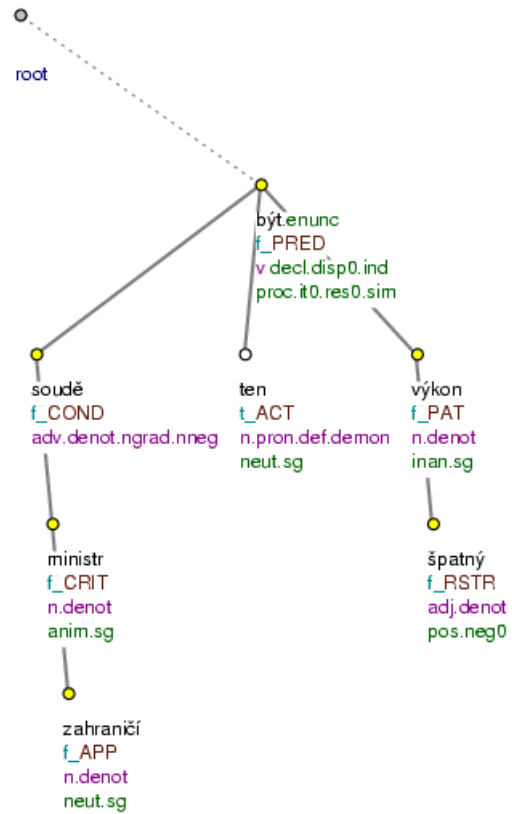 root
být.enunc
f_PRED
v decl.disp0.ind
proc.it0.res0.sim
soudě
f_COND
adv.denot.ngrad.nneg
ten
t_ACT
n.pron.def.demon
neut.sg
výkon
f_PAT
n.denot
inan.sg
ministr
f_CRIT
n.denot
anim.sg
špatný
f_RSTR
adj.denot
pos.neg0
zahraničí
f_APP
n.denot
neut.sg